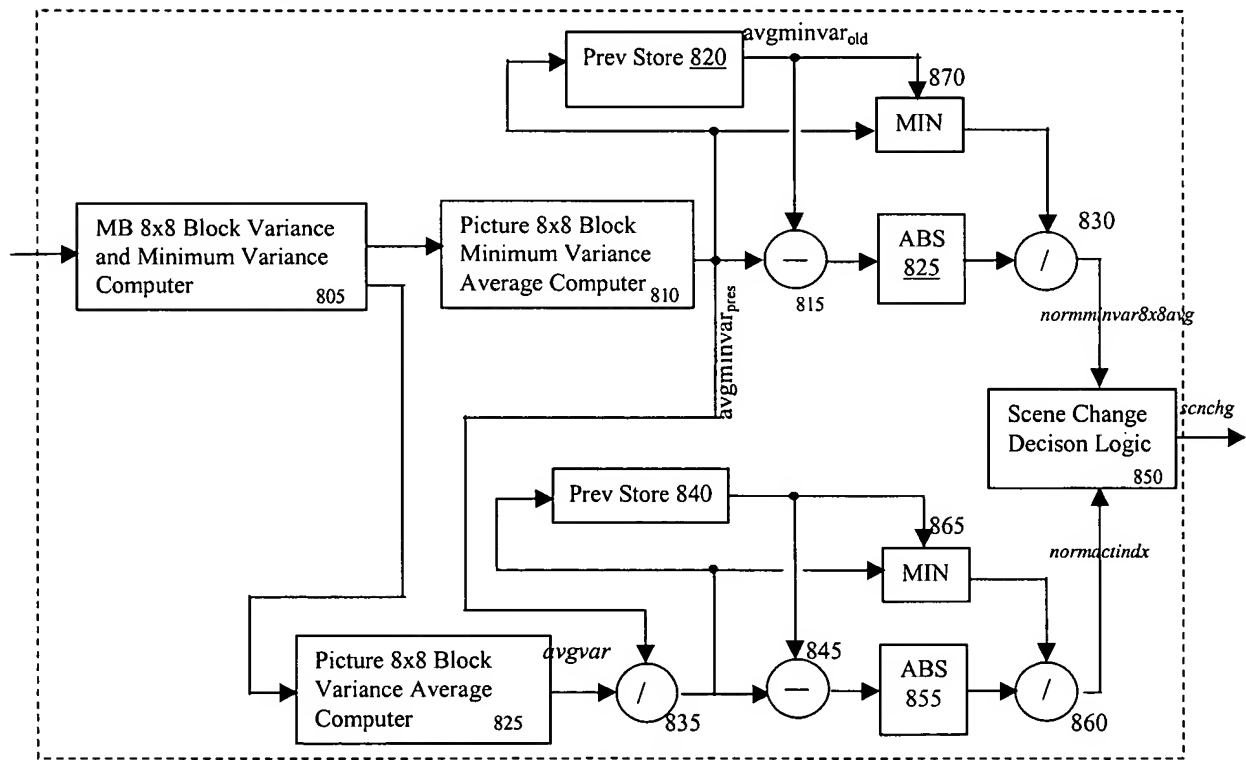 avgminvar_old
Prev Store 820
870
MIN
MB 8x8 Block Variance
and Minimum Variance
Computer
805
Picture 8x8 Block
Minimum Variance
Average Computer
810
—
815
ABS
825
830
/
normminvar8x8avg
avgminvar_pres
Scene Change
Decison Logic
850
scnchg
Prev Store 840
865
MIN
normactindx
Picture 8x8 Block
Variance Average
Computer
825
avgvar
/
835
845
—
ABS
855
/
860